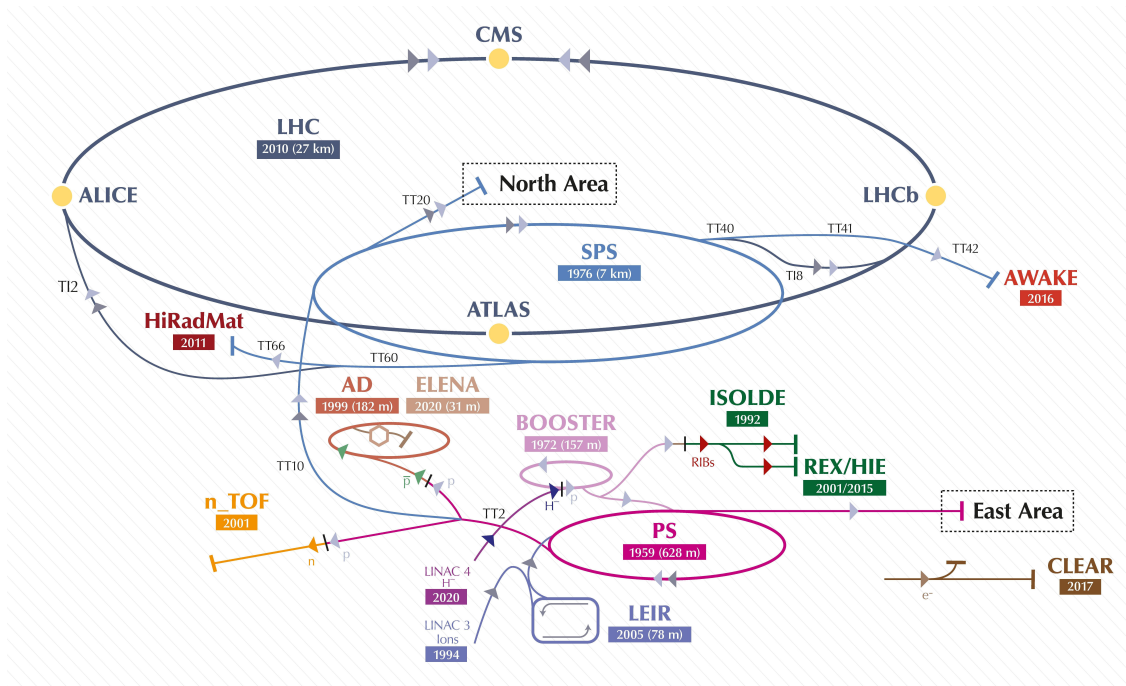 CMS
LHC
2010 (27 km)
North Area
ALICE
LHCb
TT20
TT40
TT41
TT42
SPS
1976 (7 km)
TI8
AWAKE
2016
TI2
ATLAS
HiRadMat
2011
TT66
TT60
AD
1999 (182 m)
ELENA
2020 (31 m)
ISOLDE
1992
BOOSTER
1972 (157 m)
RIBs
REX/HIE
2001/2015
TT10
p̅
p
H⁻
p
n_TOF
2001
TT2
East Area
PS
1959 (628 m)
n
p
LINAC 4
H⁻
2020
CLEAR
2017
e⁻
LINAC 3
Ions
1994
LEIR
2005 (78 m)